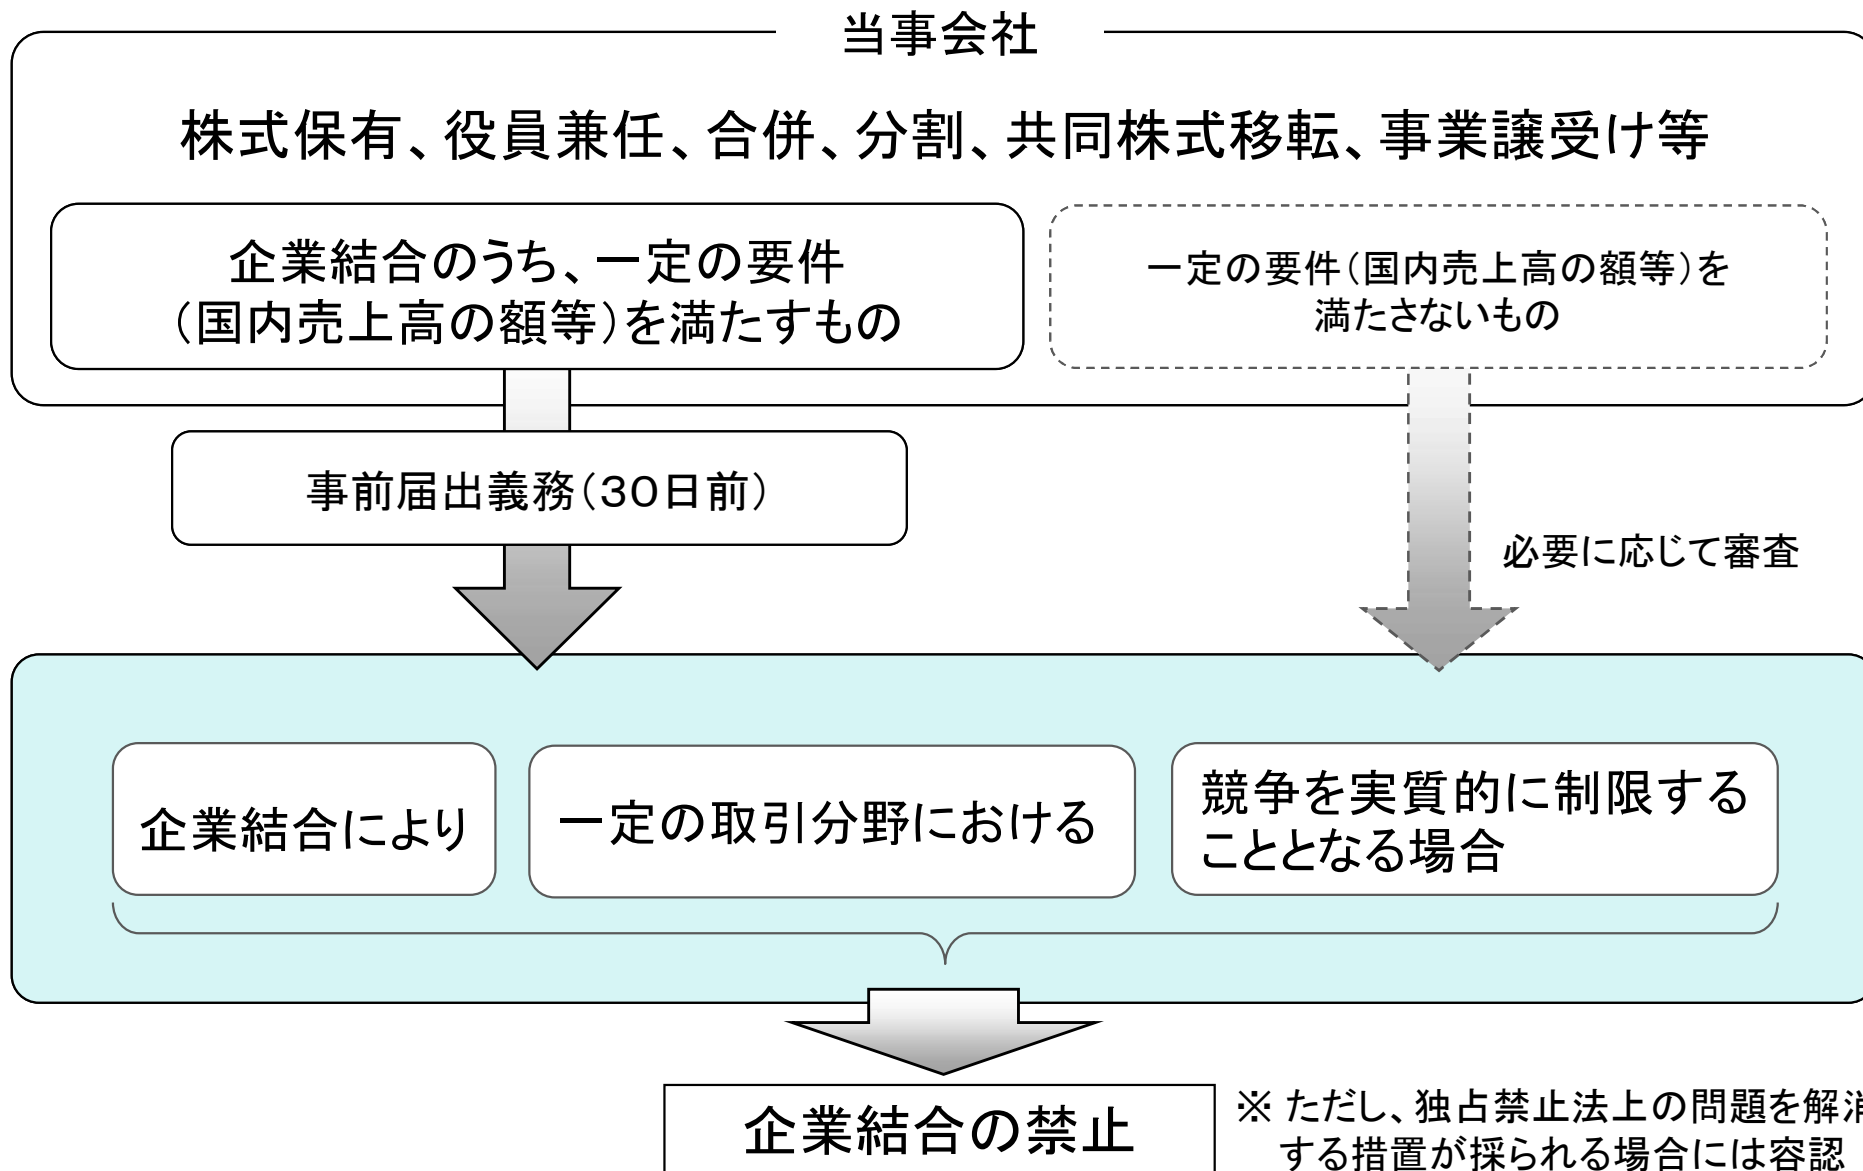 当事会社
株式保有、役員兼任、合併、分割、共同株式移転、事業譲受け等
企業結合のうち、一定の要件
（国内売上高の額等）を満たすもの
一定の要件（国内売上高の額等）を
満たさないもの
事前届出義務（３０日前）
必要に応じて審査
企業結合により
一定の取引分野における
競争を実質的に制限する
こととなる場合
企業結合の禁止
※ ただし、独占禁止法上の問題を解消
する措置が採られる場合には容認